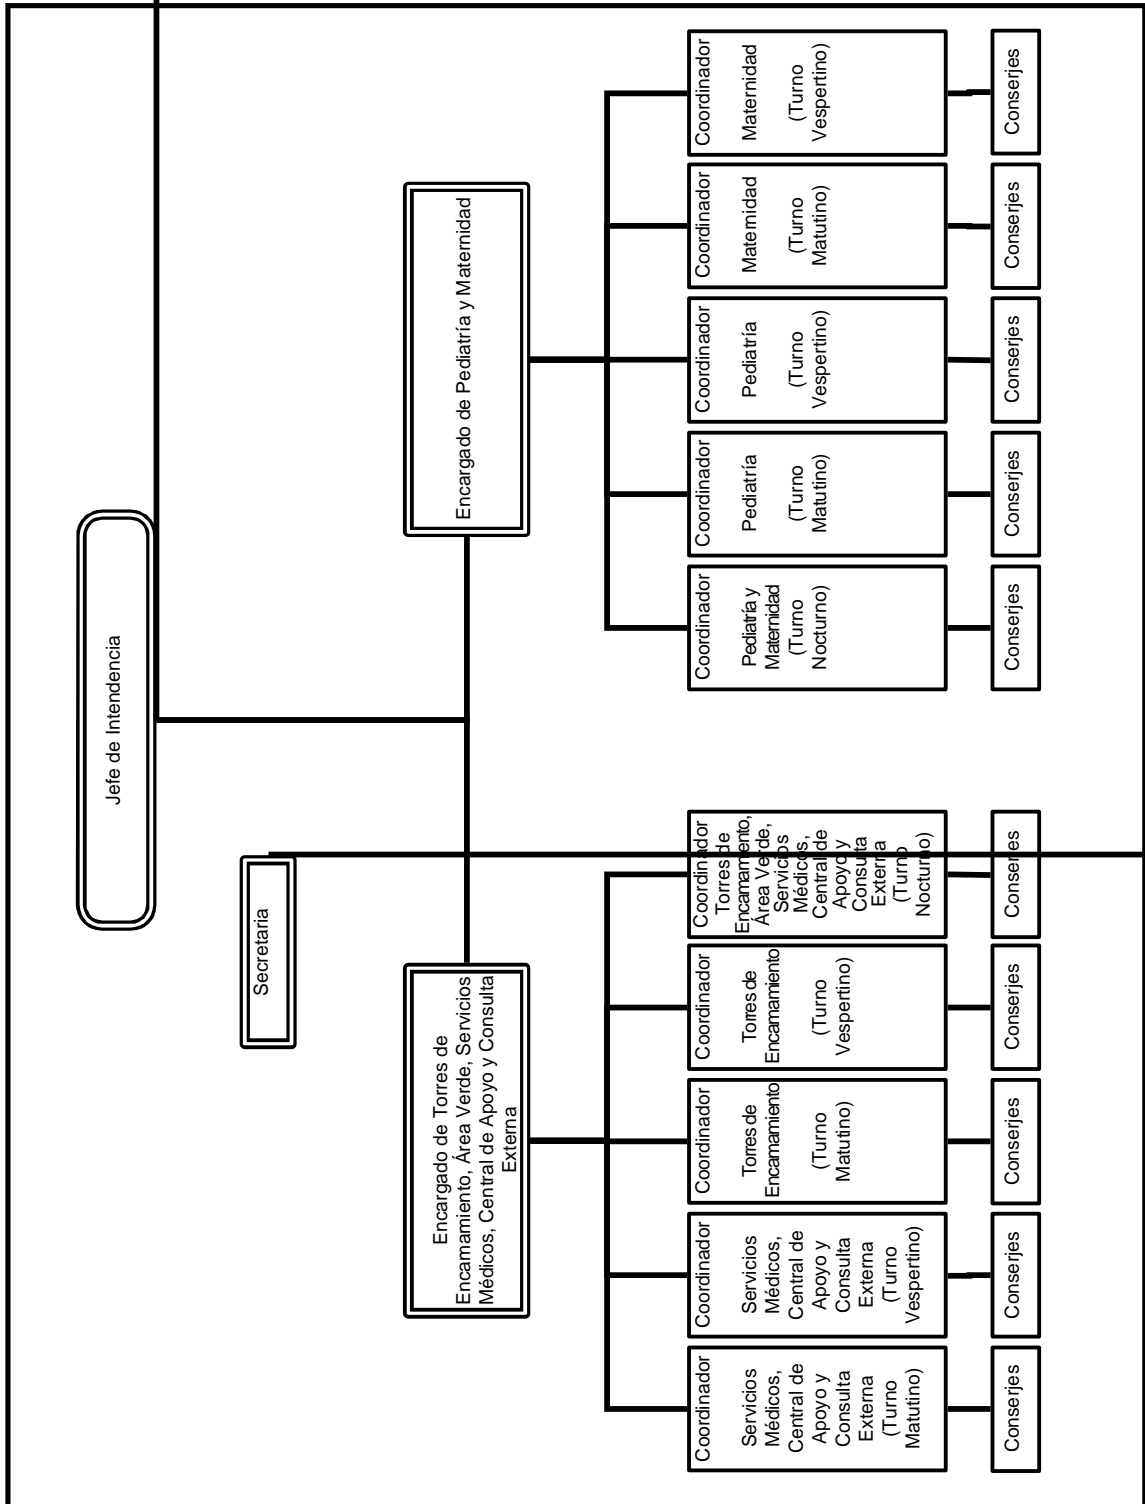 Jefe de Intendencia
Secretaria
Encargado de Torres de
Encamamiento, Área Verde, Servicios
Médicos, Central de Apoyo y Consulta
Externa
Encargado de Pediatría y Maternidad
Coordinador
Servicios
Médicos,
Central de
Apoyo y
Consulta
Externa
(Turno
Matutino)
Coordinador
Servicios
Médicos,
Central de
Apoyo y
Consulta
Externa
(Turno
Vespertino)
Coordinador
Torres de
Encamamiento
(Turno
Matutino)
Coordinador
Torres de
Encamamiento
(Turno
Vespertino)
Coordinador
Torres de
Encamamiento,
Área Verde,
Servicios
Médicos,
Central de
Apoyo y
Consulta
Externa
(Turno
Nocturno)
Coordinador
Pediatría y
Maternidad
(Turno
Nocturno)
Coordinador
Pediatría
(Turno
Matutino)
Coordinador
Pediatría
(Turno
Vespertino)
Coordinador
Maternidad
(Turno
Matutino)
Coordinador
Maternidad
(Turno
Vespertino)
Conserjes
Conserjes
Conserjes
Conserjes
Conserjes
Conserjes
Conserjes
Conserjes
Conserjes
Conserjes